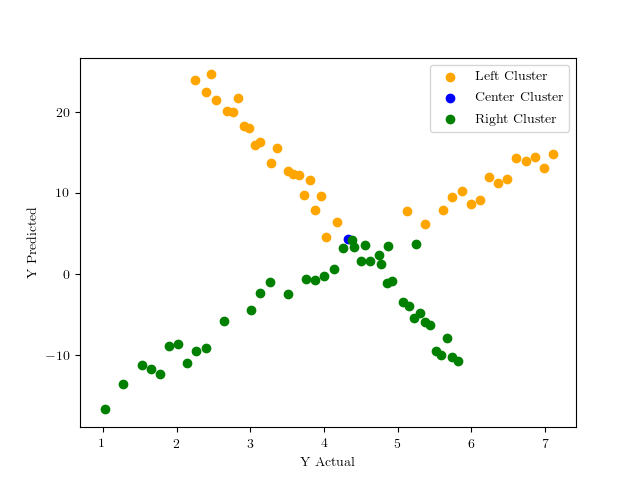 Left Cluster
Center Cluster
Right Cluster
20
10
0
−10
Y Predicted
1 2 3 4 5 6 7
Y Actual